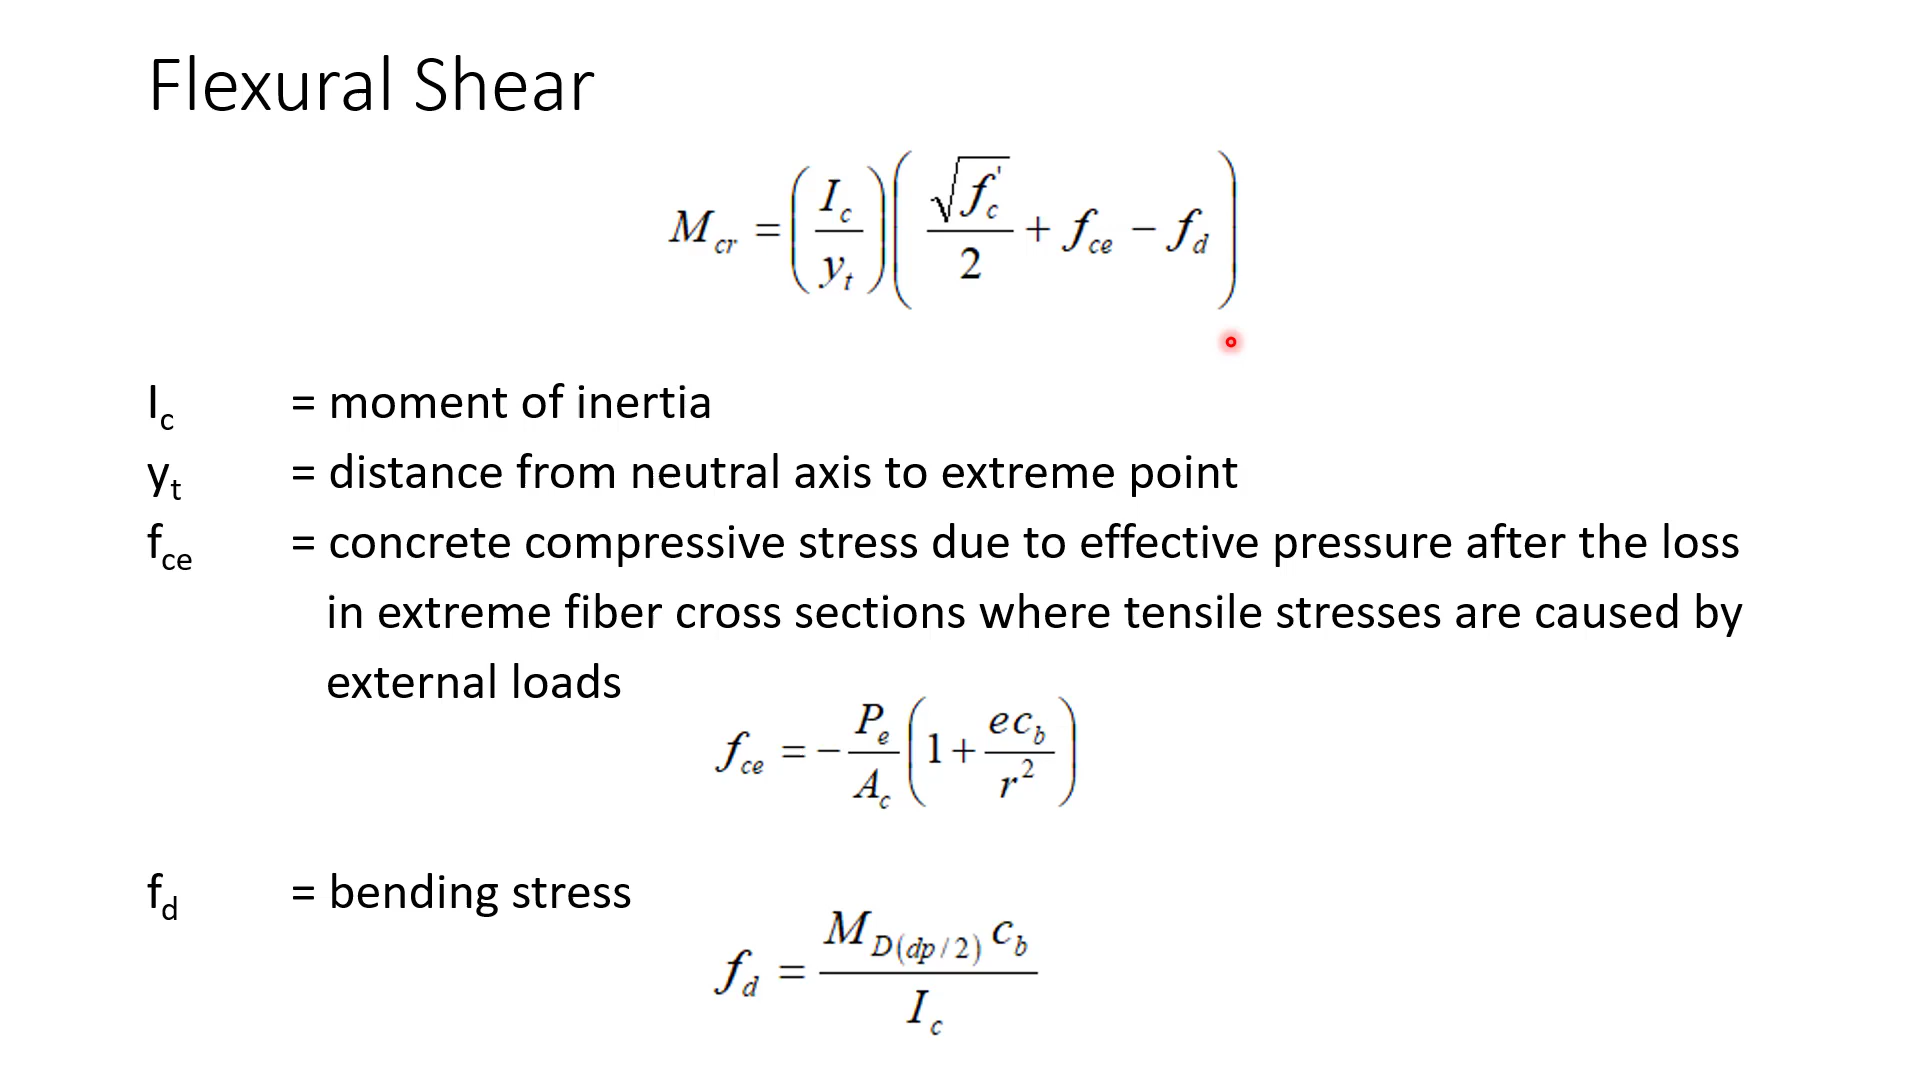 Flexural Shear
M_cr = (I_c / y_t) (√f'_c / 2 + f_ce − f_d)
I_c = moment of inertia
y_t = distance from neutral axis to extreme point
f_ce = concrete compressive stress due to effective pressure after the loss
in extreme fiber cross sections where tensile stresses are caused by
external loads
f_ce = − P_e / A_c (1 + e c_b / r²)
f_d = bending stress
f_d = M_D(dp/2) c_b / I_c